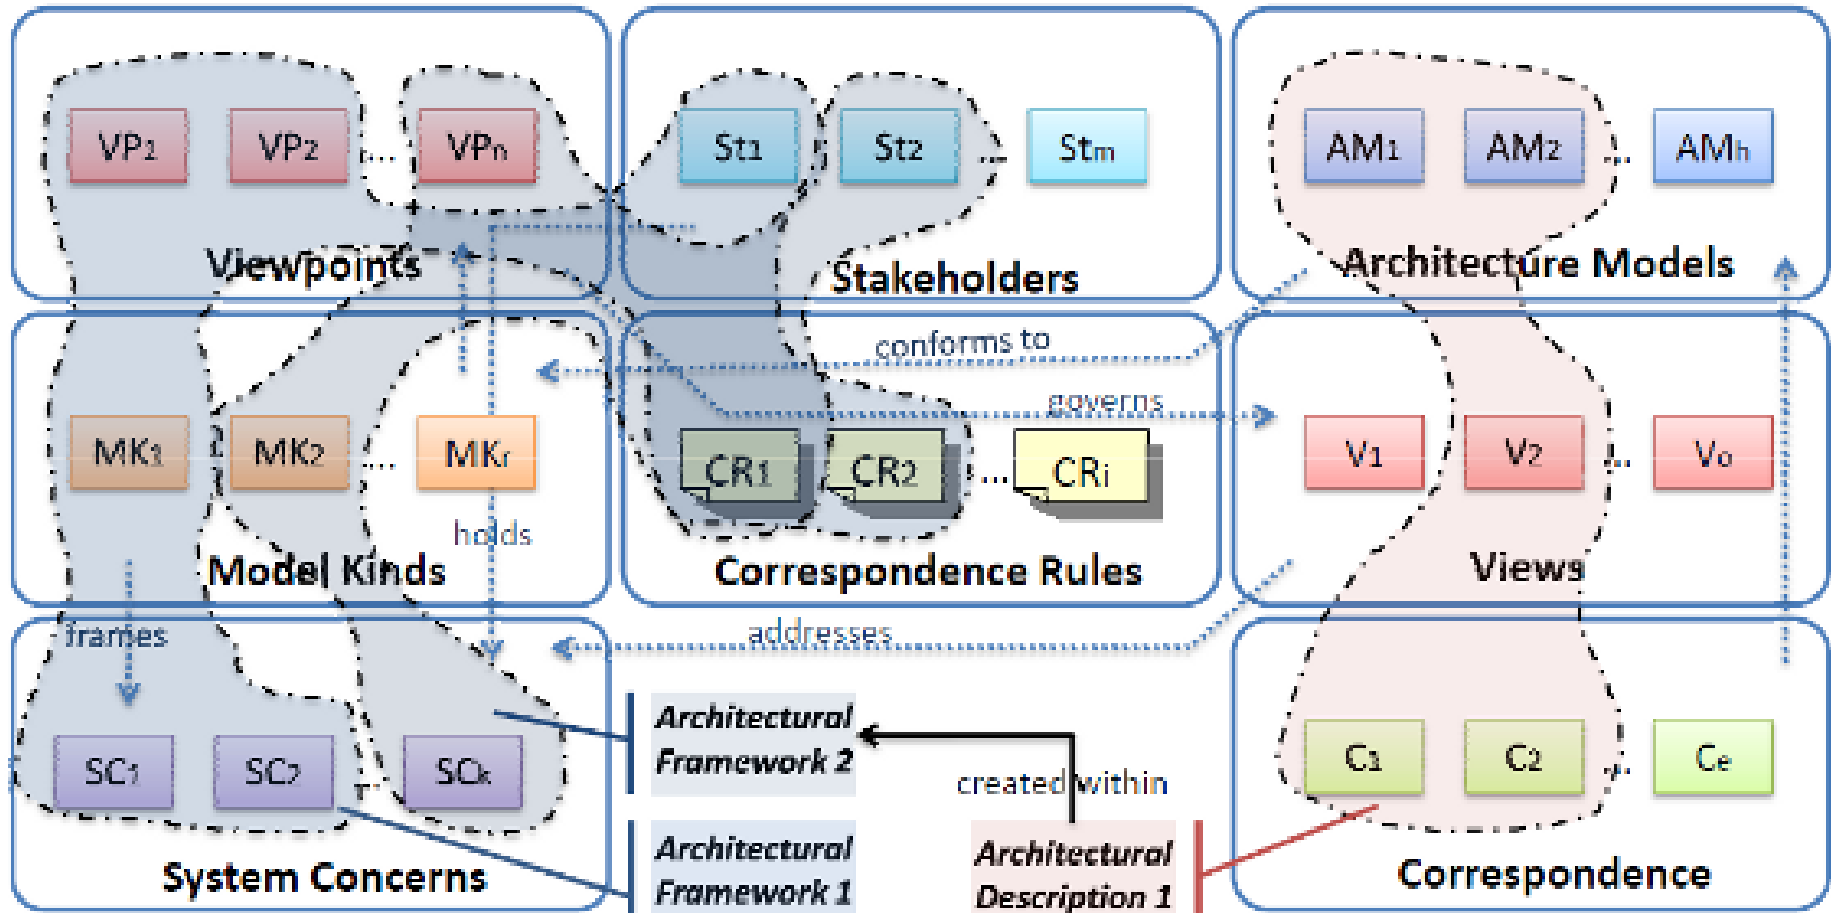 VP1 VP2 ... VPn
Viewpoints
St1 St2 ... Stm
Stakeholders
AM1 AM2 ... AMh
Architecture Models
conforms to
governs
MK1 MK2 ... MKr
holds
Model Kinds
CR1 CR2 ... CRi
Correspondence Rules
V1 V2 ... Vo
Views
frames
addresses
SC1 SC2 ... SCk
System Concerns
Architectural
Framework 2
created within
Architectural
Framework 1
Architectural
Description 1
C1 C2 ... Ce
Correspondence